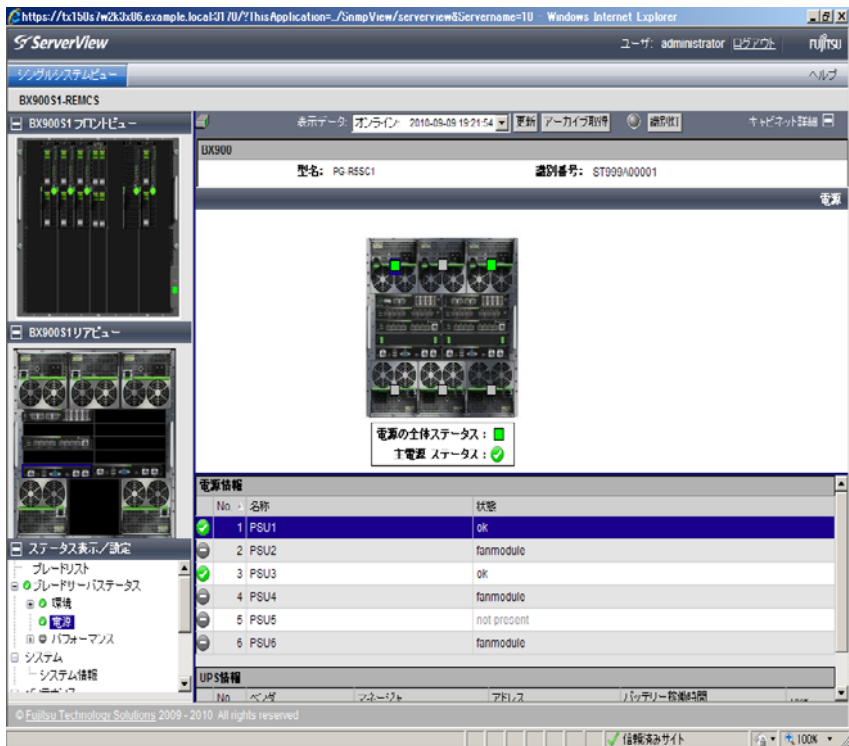 https://tx150s7w2k3x06.example.local:3170/?ThisApplication=../SnmpView/serverview&Servername=10 - Windows Internet Explorer
ServerView
ユーザ: administrator ログアウト FUJITSU
シングルシステムビュー ヘルプ
BX900S1-REMCS
BX900S1 フロントビュー
表示データ: オンライン: 2010-09-09 19:21:54 更新 アーカイブ取得 識別灯 キャビネット詳細
BX900
型名: PG-R5SC1 識別番号: ST999A00001
電源
BX900S1リアビュー
電源の全体ステータス:
主電源 ステータス:
電源情報
No. 名称 状態
1 PSU1 ok
2 PSU2 fanmodule
3 PSU3 ok
4 PSU4 fanmodule
5 PSU5 not present
6 PSU6 fanmodule
ステータス表示/設定
ブレードリスト
ブレードサーバステータス
環境
電源
パフォーマンス
システム
システム情報
UPS情報
No. ベンダ マネージャ アドレス バッテリー稼働時間
© Fujitsu Technology Solutions 2009 - 2010 All rights reserved
信頼済みサイト 100%